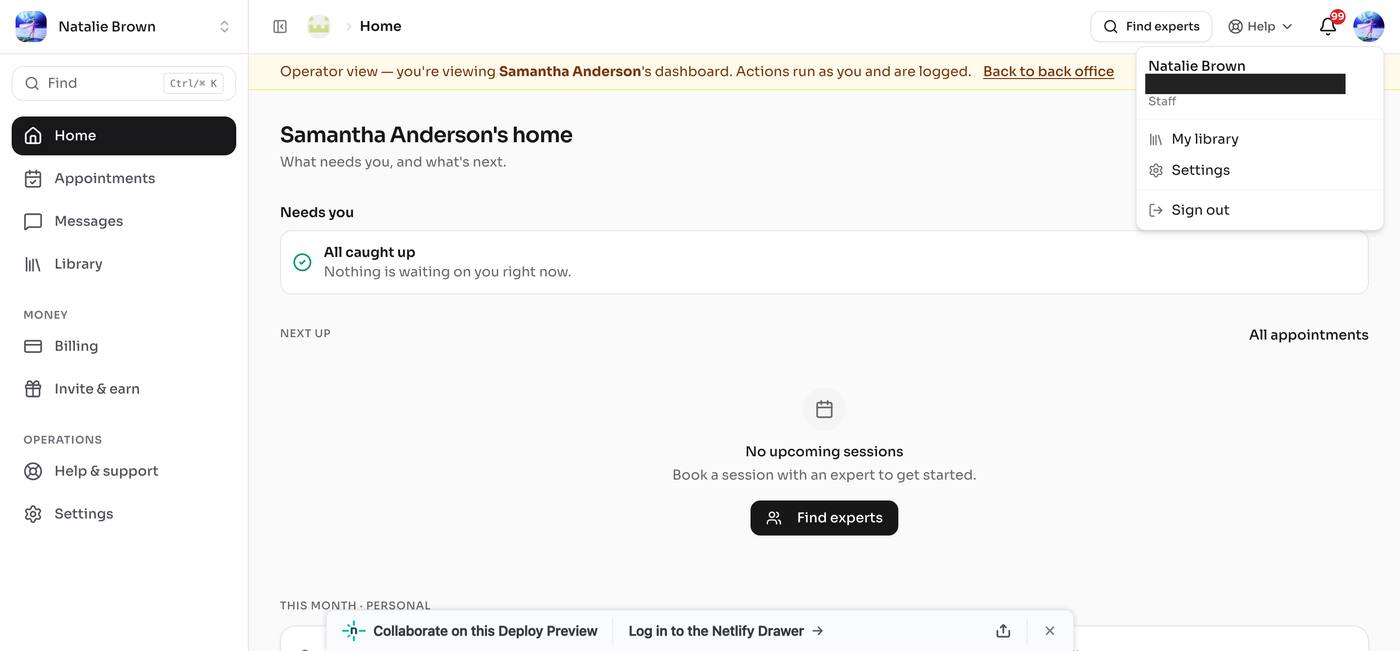 Natalie Brown
Home
Find experts
Help
99
Find
Ctrl/⌘ K
Home
Appointments
Messages
Library
MONEY
Billing
Invite & earn
OPERATIONS
Help & support
Settings
Operator view — you're viewing Samantha Anderson's dashboard. Actions run as you and are logged. Back to back office
Natalie Brown
Staff
My library
Settings
Sign out
Samantha Anderson's home
What needs you, and what's next.
Needs you
All caught up
Nothing is waiting on you right now.
NEXT UP
All appointments
No upcoming sessions
Book a session with an expert to get started.
Find experts
THIS MONTH · PERSONAL
Collaborate on this Deploy Preview
Log in to the Netlify Drawer →